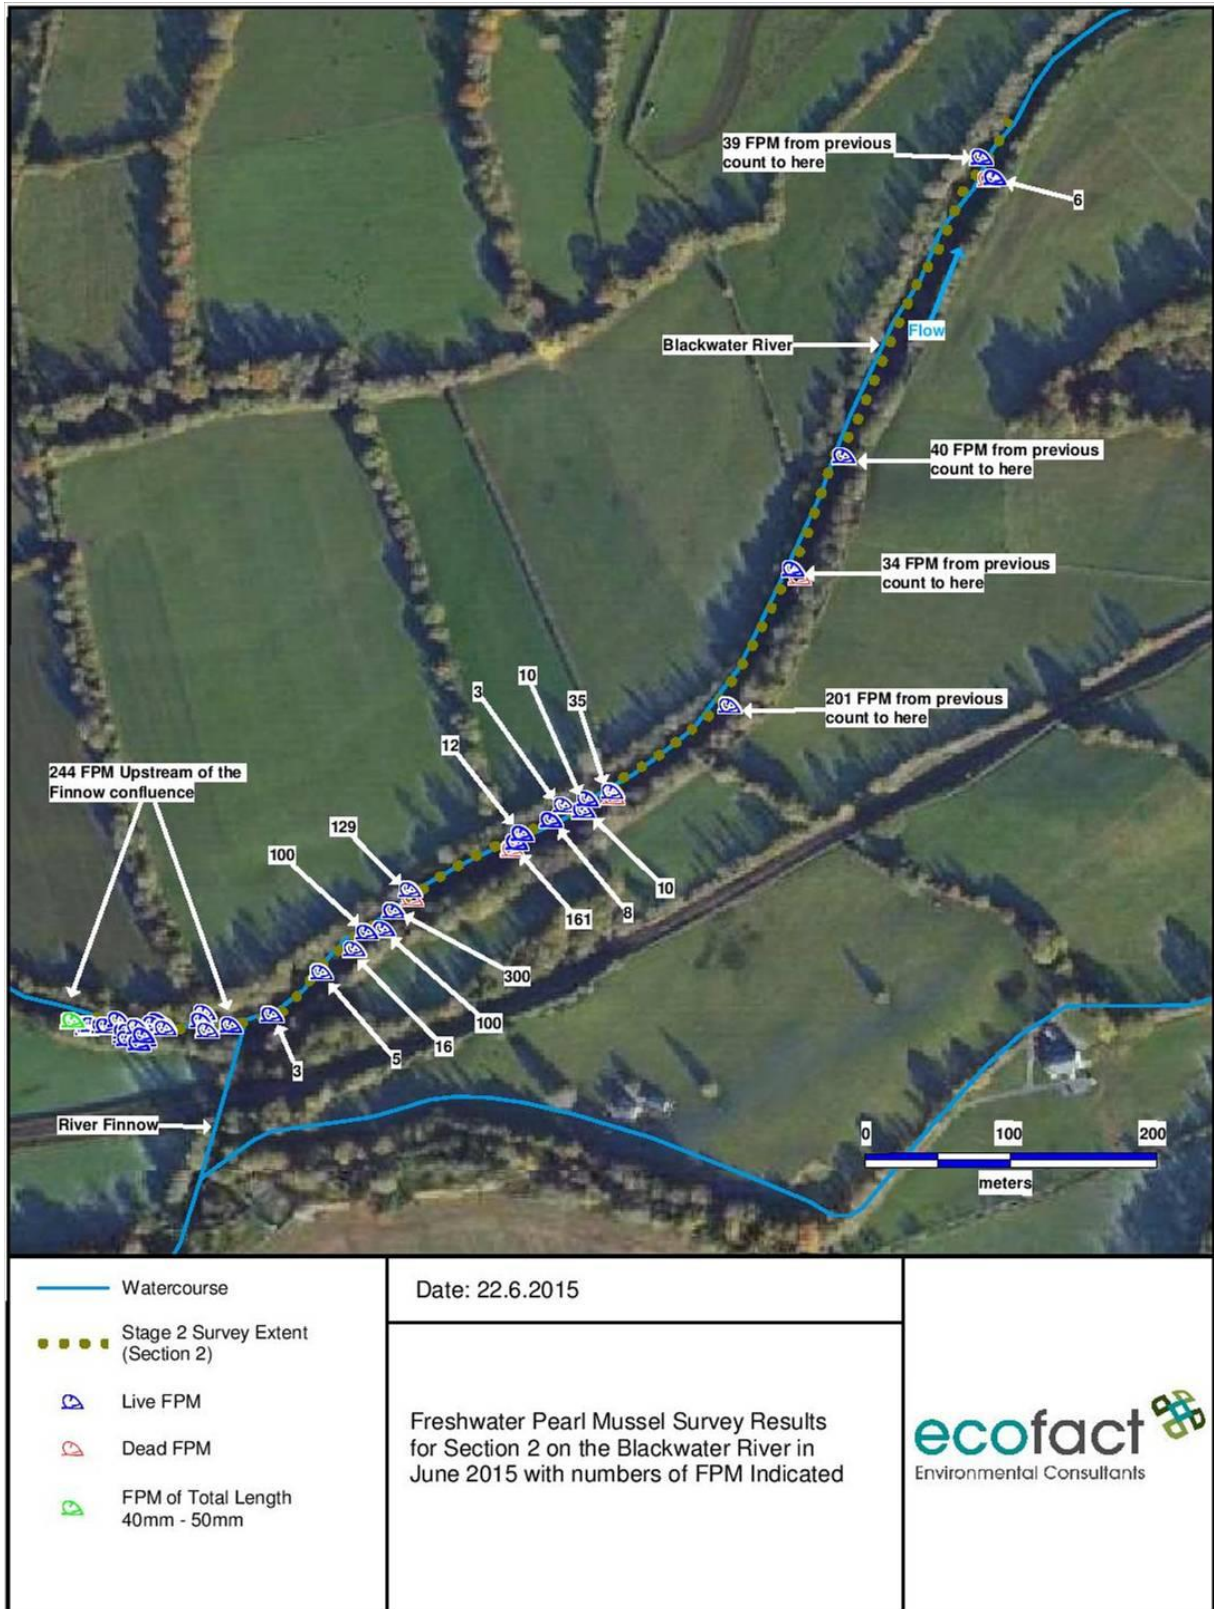 39 FPM from previous
count to here
6
Flow
Blackwater River
40 FPM from previous
count to here
34 FPM from previous
count to here
201 FPM from previous
count to here
10
3
35
12
244 FPM Upstream of the
Finnow confluence
129
100
10
8
161
300
100
16
5
3
River Finnow
0 100 200
meters
Watercourse
Stage 2 Survey Extent
(Section 2)
Live FPM
Dead FPM
FPM of Total Length
40mm - 50mm
Date: 22.6.2015
Freshwater Pearl Mussel Survey Results
for Section 2 on the Blackwater River in
June 2015 with numbers of FPM Indicated
ecofact
Environmental Consultants